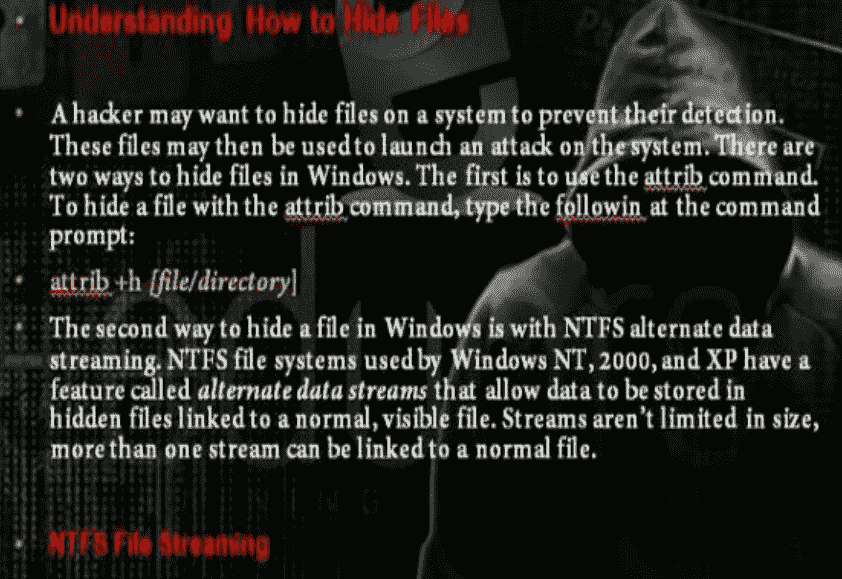 Understanding How to Hide Files
A hacker may want to hide files on a system to prevent their detection.
These files may then be used to launch an attack on the system. There are
two ways to hide files in Windows. The first is to use the attrib command.
To hide a file with the attrib command, type the followin at the command
prompt:
attrib +h [file/directory]
The second way to hide a file in Windows is with NTFS alternate data
streaming. NTFS file systems used by Windows NT, 2000, and XP have a
feature called alternate data streams that allow data to be stored in
hidden files linked to a normal, visible file. Streams aren't limited in size,
more than one stream can be linked to a normal file.
NTFS File Streaming